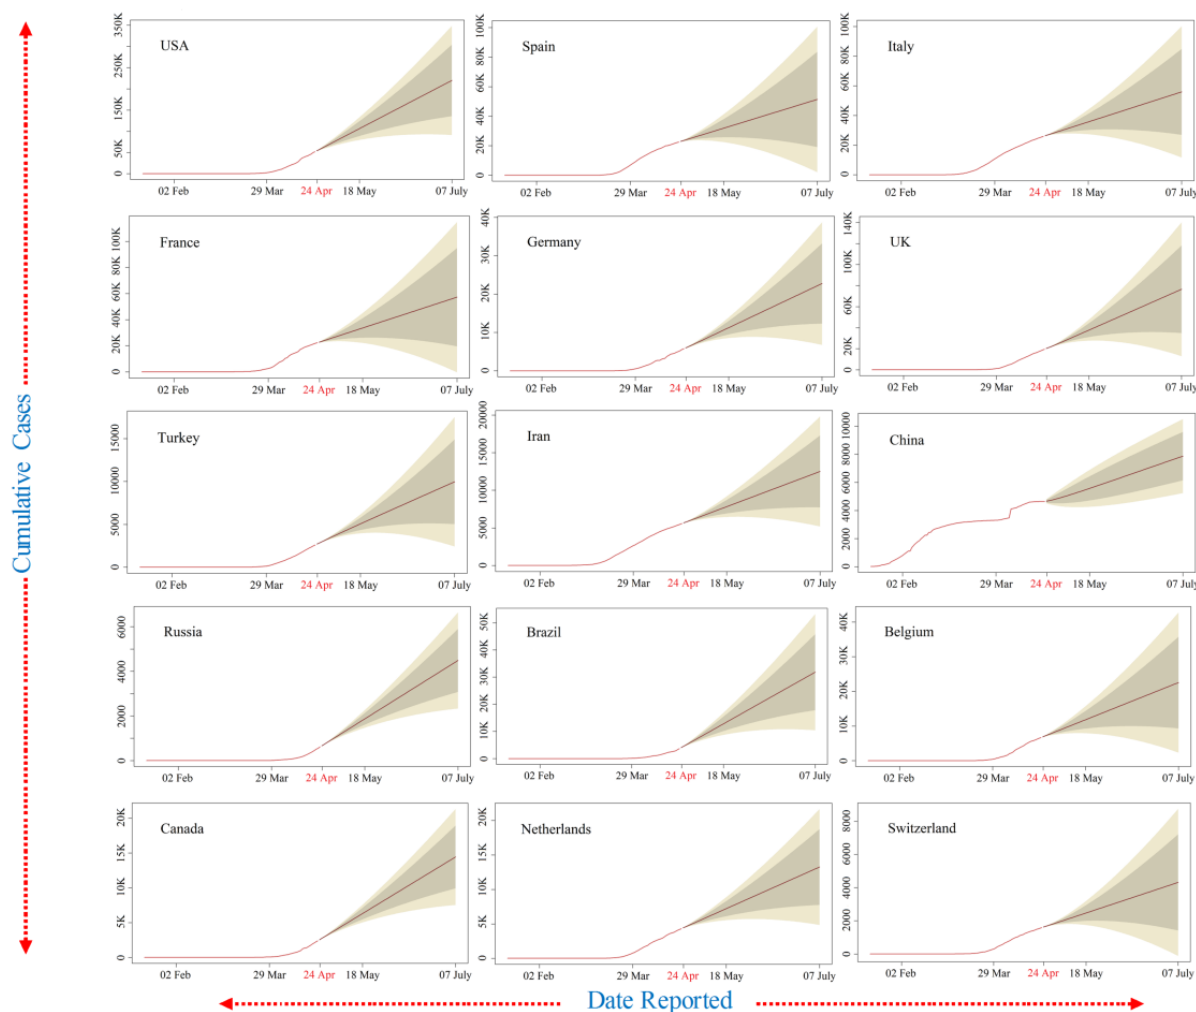 Cumulative Cases
USA
350K
250K
150K
50K
0
02 Feb 29 Mar 24 Apr 18 May 07 July
Spain
100K
80K
60K
40K
20K
0
02 Feb 29 Mar 24 Apr 18 May 07 July
Italy
100K
80K
60K
40K
20K
0
02 Feb 29 Mar 24 Apr 18 May 07 July
France
100K
80K
60K
40K
20K
0
02 Feb 29 Mar 24 Apr 18 May 07 July
Germany
40K
30K
20K
10K
0
02 Feb 29 Mar 24 Apr 18 May 07 July
UK
140K
100K
60K
20K
0
02 Feb 29 Mar 24 Apr 18 May 07 July
Turkey
15000
10000
5000
0
02 Feb 29 Mar 24 Apr 18 May 07 July
Iran
20000
15000
10000
5000
0
02 Feb 29 Mar 24 Apr 18 May 07 July
China
10000
8000
6000
4000
2000
0
02 Feb 29 Mar 24 Apr 18 May 07 July
Russia
6000
4000
2000
0
02 Feb 29 Mar 24 Apr 18 May 07 July
Brazil
50K
40K
30K
20K
10K
0
02 Feb 29 Mar 24 Apr 18 May 07 July
Belgium
40K
30K
20K
10K
0
02 Feb 29 Mar 24 Apr 18 May 07 July
Canada
20K
15K
10K
5K
0
02 Feb 29 Mar 24 Apr 18 May 07 July
Netherlands
20K
15K
10K
5K
0
02 Feb 29 Mar 24 Apr 18 May 07 July
Switzerland
8000
6000
4000
2000
0
02 Feb 29 Mar 24 Apr 18 May 07 July
Date Reported